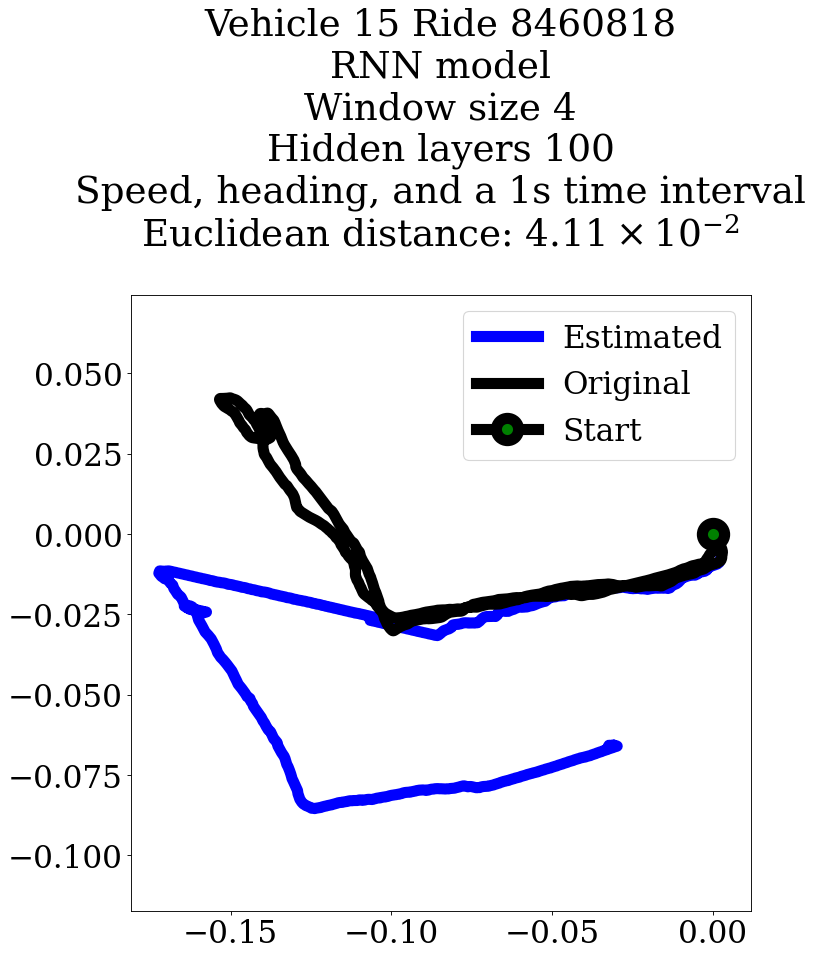 Vehicle 15 Ride 8460818
RNN model
Window size 4
Hidden layers 100
Speed, heading, and a 1s time interval
Euclidean distance: 4.11 × 10⁻²
Estimated
Original
Start
0.050
0.025
0.000
−0.025
−0.050
−0.075
−0.100
−0.15 −0.10 −0.05 0.00